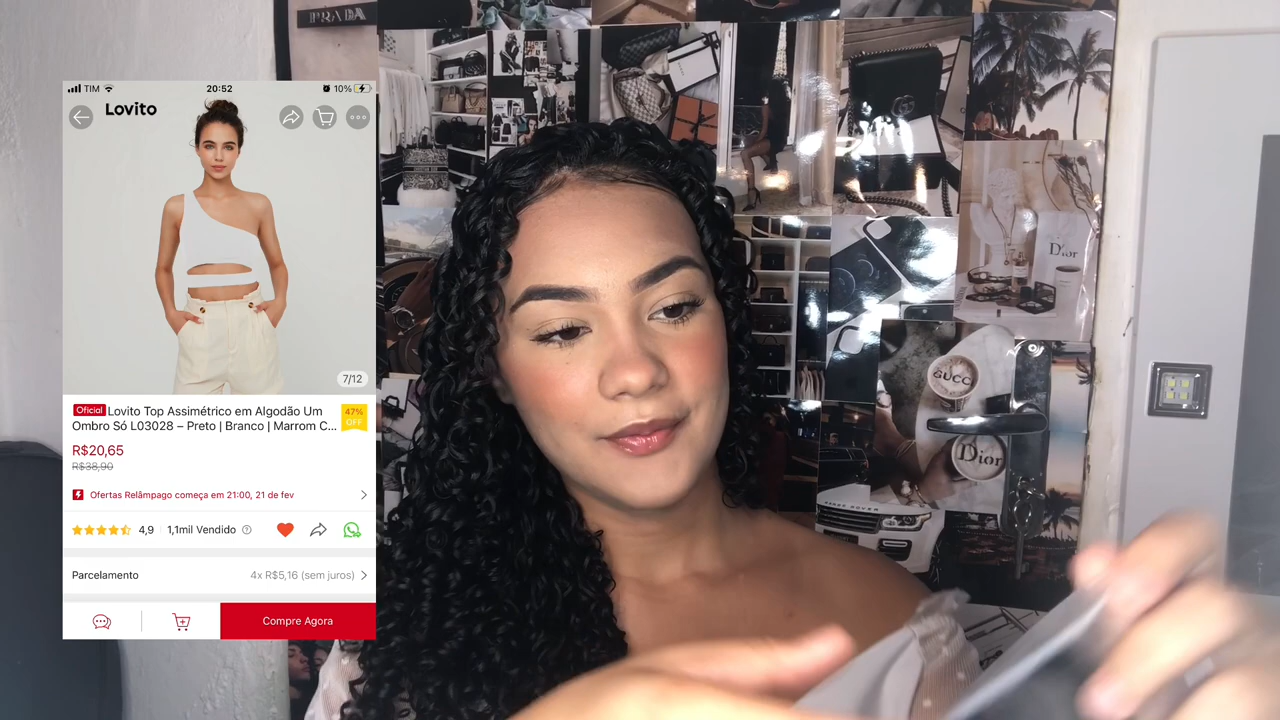 PRADA
TIM
20:52
10%
Lovito
7/12
Oficial Lovito Top Assimétrico em Algodão Um
Ombro Só L03028 – Preto | Branco | Marrom C...
47%
OFF
R$20,65
R$38,90
Ofertas Relâmpago começa em 21:00, 21 de fev
4,9
1,1mil Vendido
Parcelamento
4x R$5,16 (sem juros)
Compre Agora
Dior
GUCCI
Dior
RANGE ROVER